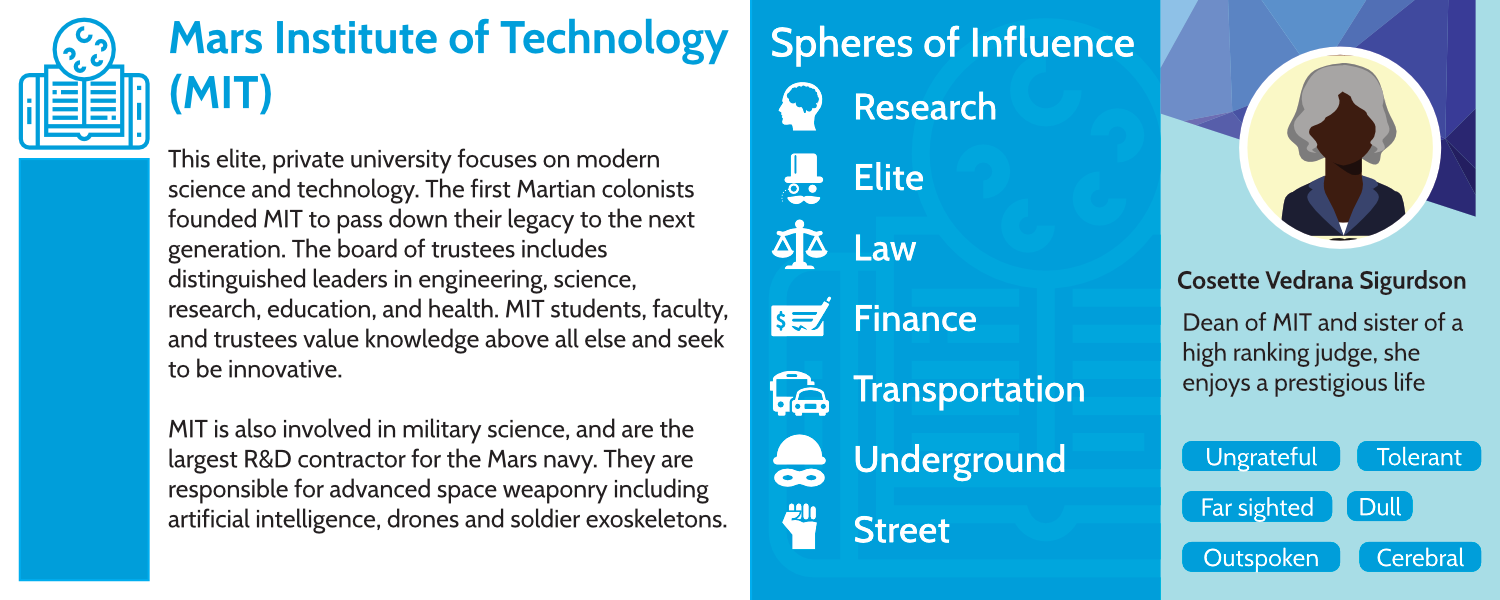 Mars Institute of Technology
(MIT)
This elite, private university focuses on modern
science and technology. The first Martian colonists
founded MIT to pass down their legacy to the next
generation. The board of trustees includes
distinguished leaders in engineering, science,
research, education, and health. MIT students, faculty,
and trustees value knowledge above all else and seek
to be innovative.
MIT is also involved in military science, and are the
largest R&D contractor for the Mars navy. They are
responsible for advanced space weaponry including
artificial intelligence, drones and soldier exoskeletons.
Spheres of Influence
Research
Elite
Law
$
Finance
Transportation
Underground
Street
Cosette Vedrana Sigurdson
Dean of MIT and sister of a
high ranking judge, she
enjoys a prestigious life
Ungrateful
Tolerant
Far sighted
Dull
Outspoken
Cerebral